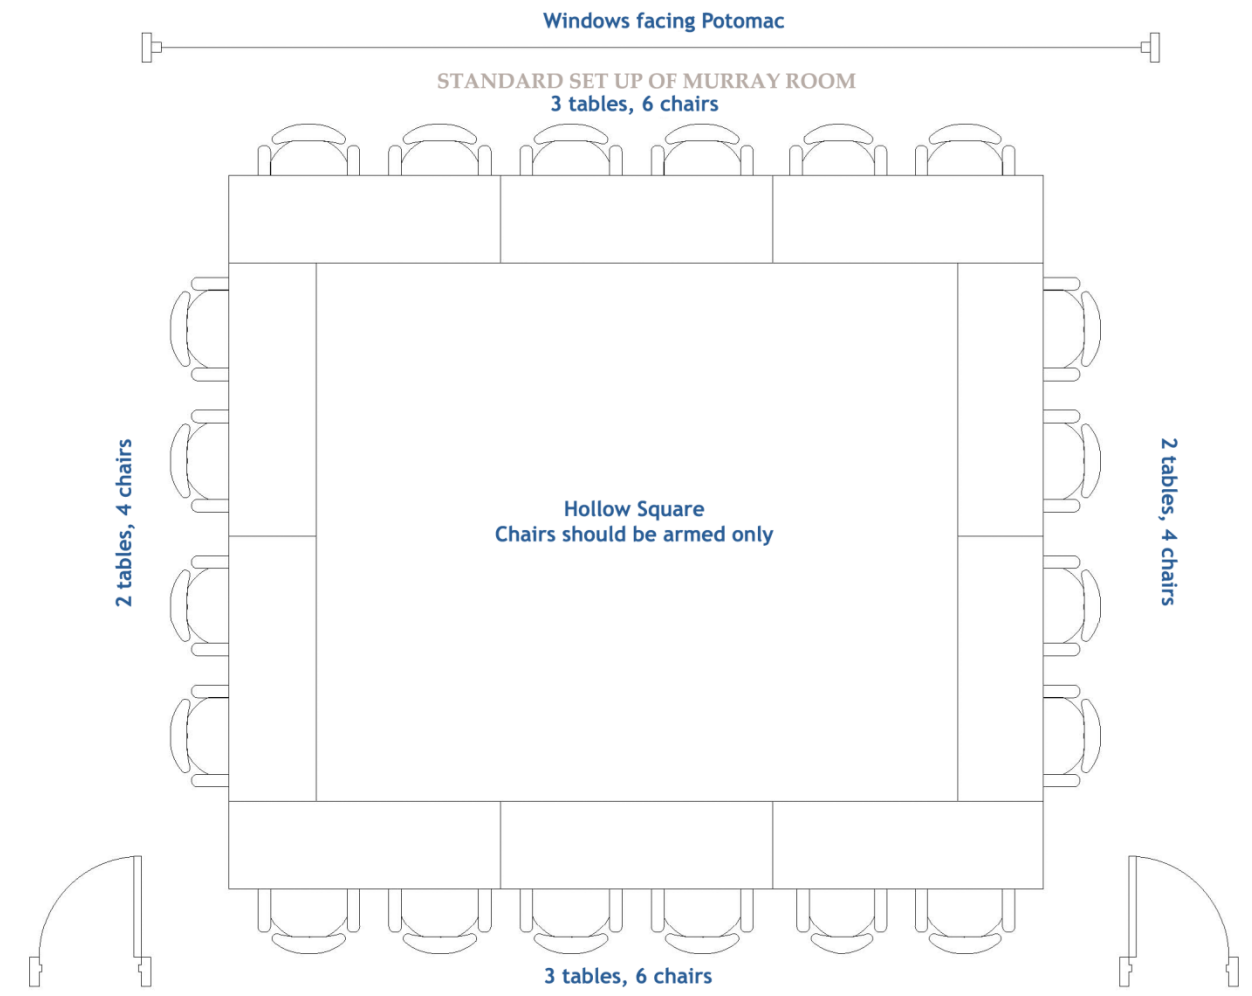 Windows facing Potomac
STANDARD SET UP OF MURRAY ROOM
3 tables, 6 chairs
2 tables, 4 chairs
2 tables, 4 chairs
Hollow Square
Chairs should be armed only
3 tables, 6 chairs